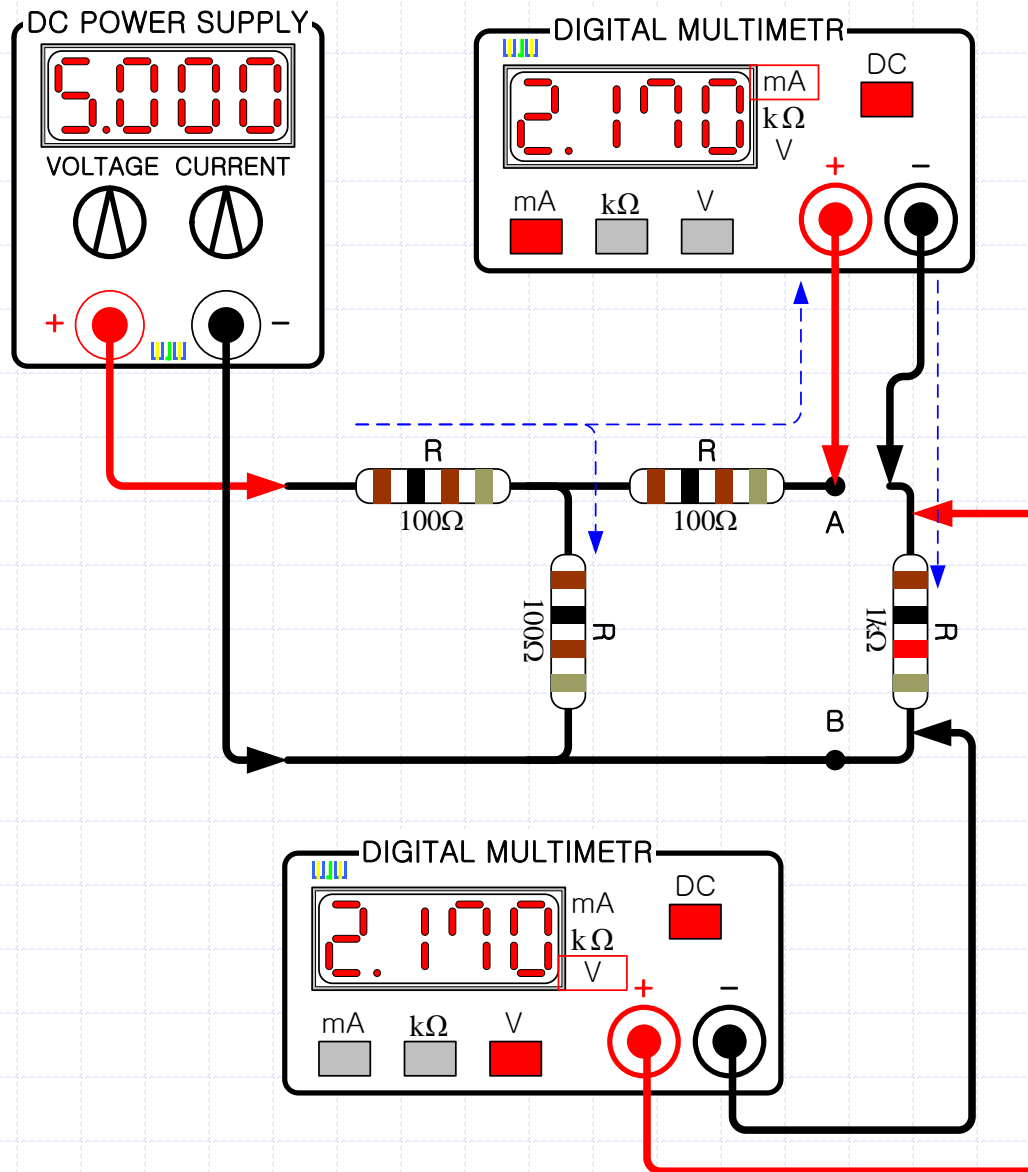 DC POWER SUPPLY
5.000
VOLTAGE CURRENT
+ −
DIGITAL MULTIMETR
2.170
mA
kΩ
V
DC
mA kΩ V
+ −
R
100Ω
R
100Ω
A
100Ω
R
1kΩ
R
B
DIGITAL MULTIMETR
2.170
mA
kΩ
V
DC
mA kΩ V
+ −